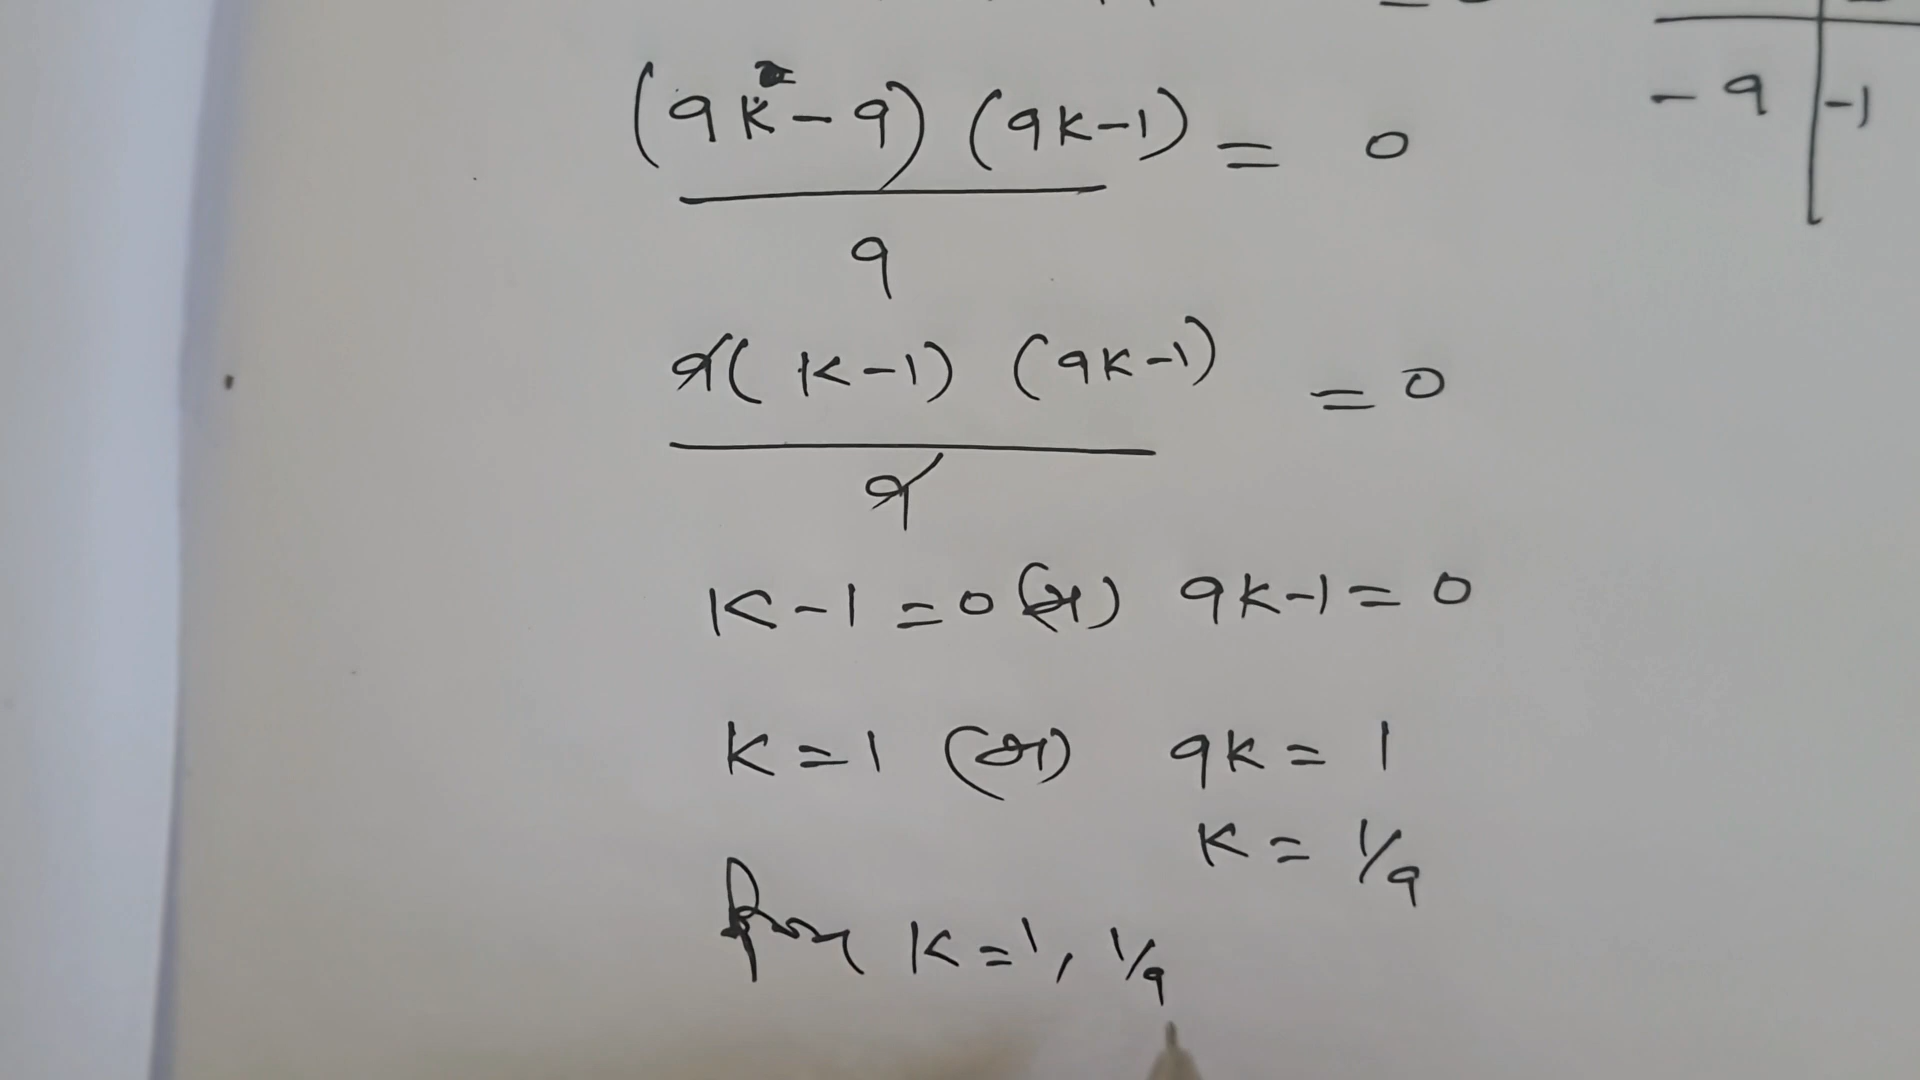 (9k - 9) (9k-1) = 0
-9 | -1
9
9( k-1) (9k-1) = 0
9
k-1 = 0 (or) 9k-1 = 0
k = 1 (or) 9k = 1
k = 1/9
for k = 1, 1/9